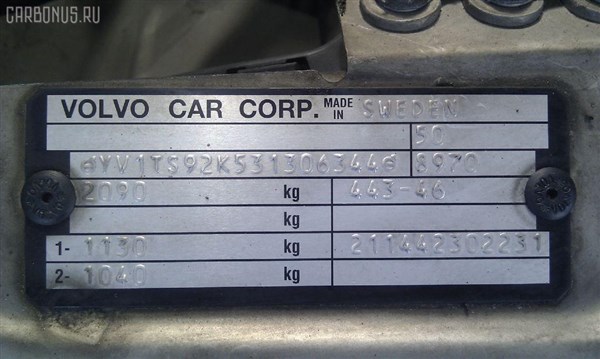 CARBONUS.RU
VOLVO CAR CORP. MADE IN SWEDEN
50
YV1TS92K531306344 8970
2090 kg 443-46
kg
1- 1130 kg 211442302231
2- 1040 kg